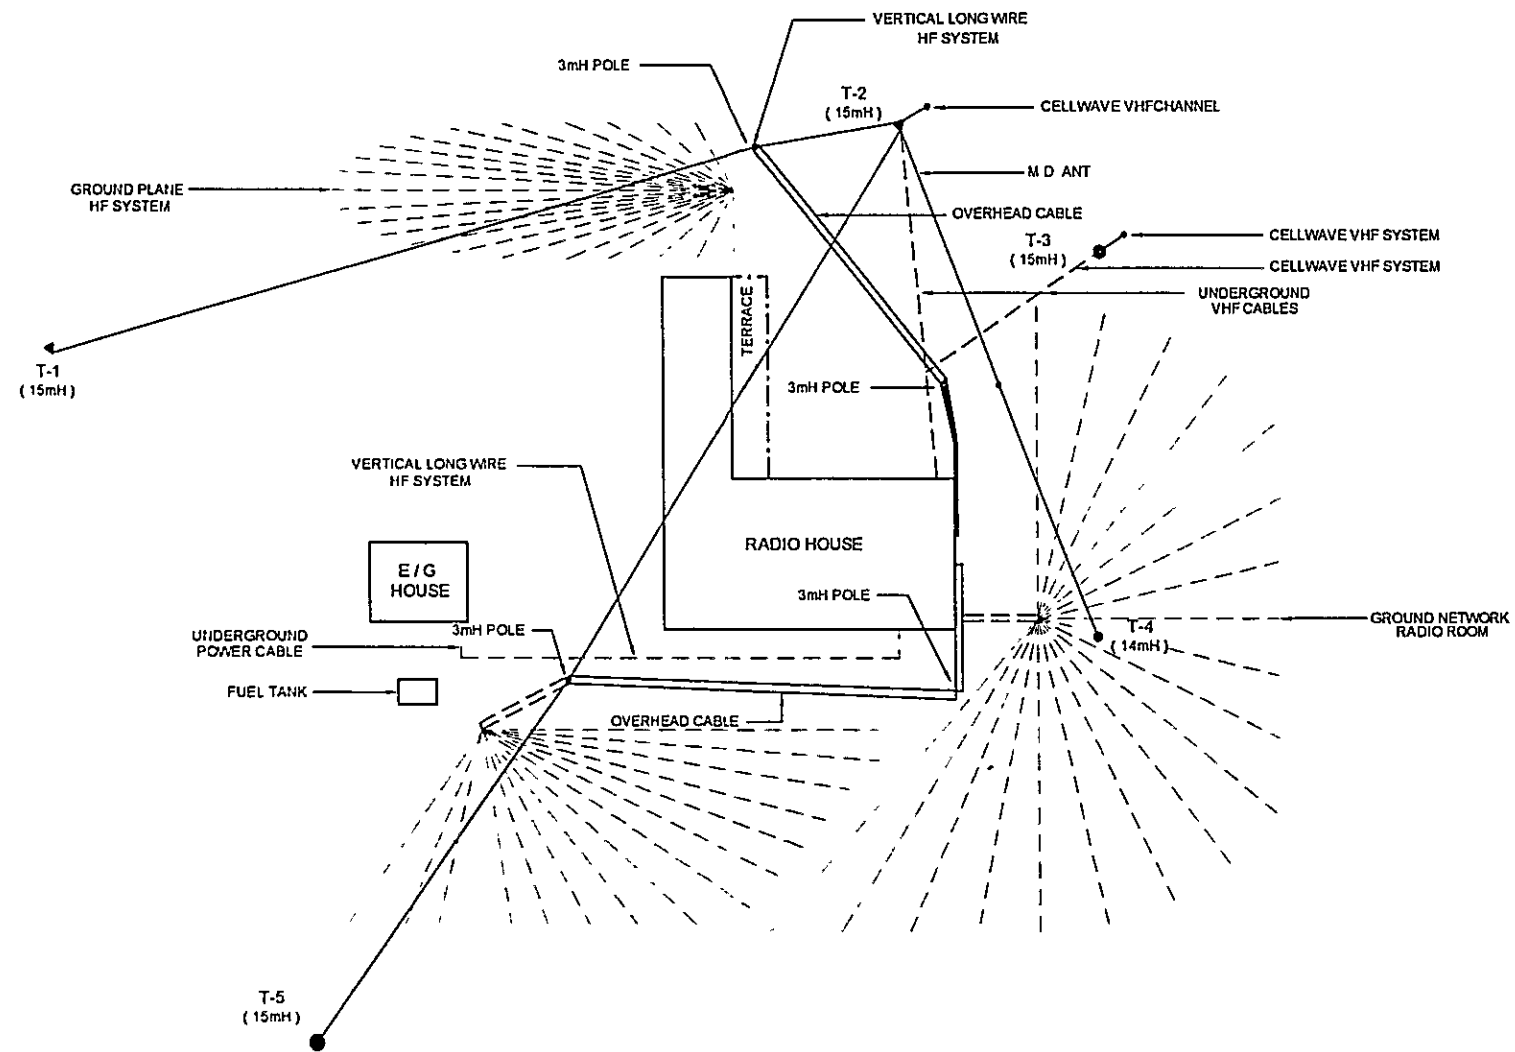 VERTICAL LONG WIRE
HF SYSTEM
3mH POLE
T-2
( 15mH )
CELLWAVE VHFCHANNEL
GROUND PLANE
HF SYSTEM
M D ANT
OVERHEAD CABLE
T-3
( 15mH )
CELLWAVE VHF SYSTEM
CELLWAVE VHF SYSTEM
UNDERGROUND
VHF CABLES
TERRACE
T-1
( 15mH )
3mH POLE
VERTICAL LONG WIRE
HF SYSTEM
RADIO HOUSE
E / G
HOUSE
3mH POLE
GROUND NETWORK
RADIO ROOM
T-4
( 14mH )
UNDERGROUND
POWER CABLE
3mH POLE
FUEL TANK
OVERHEAD CABLE
T-5
( 15mH )